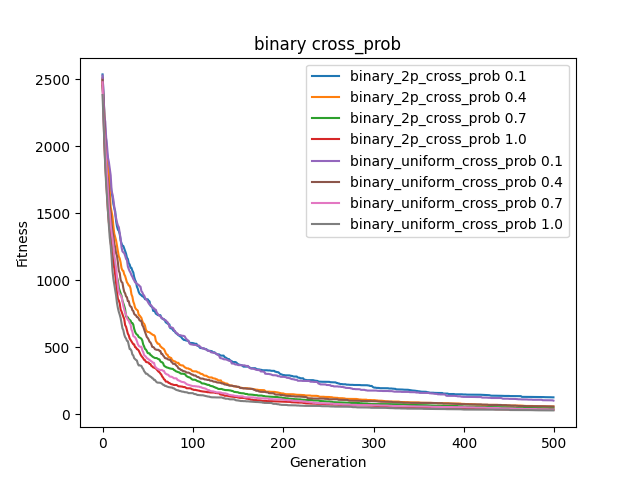 binary cross_prob
binary_2p_cross_prob 0.1
binary_2p_cross_prob 0.4
binary_2p_cross_prob 0.7
binary_2p_cross_prob 1.0
binary_uniform_cross_prob 0.1
binary_uniform_cross_prob 0.4
binary_uniform_cross_prob 0.7
binary_uniform_cross_prob 1.0
Fitness
2500
2000
1500
1000
500
0
0 100 200 300 400 500
Generation